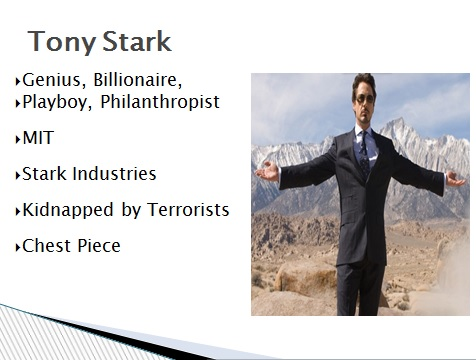 Tony Stark
Genius, Billionaire,
Playboy, Philanthropist
MIT
Stark Industries
Kidnapped by Terrorists
Chest Piece